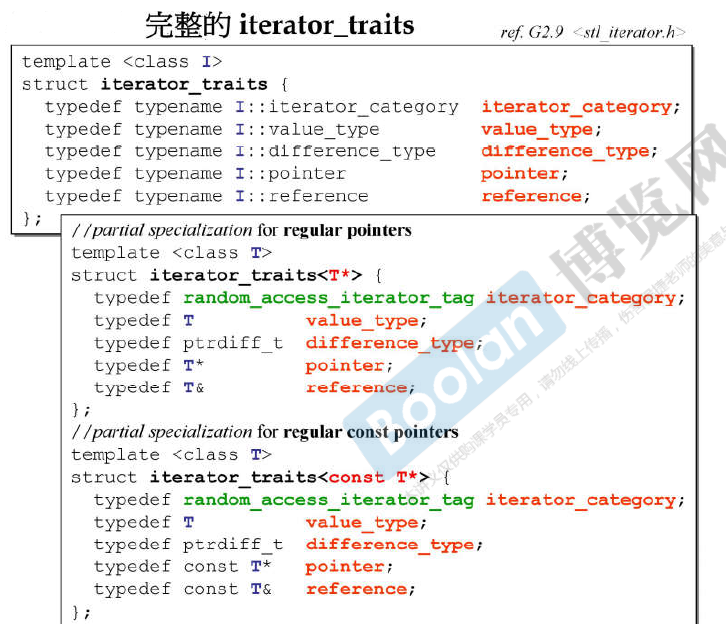 完整的 iterator_traits
ref. G2.9 <stl_iterator.h>
template <class I>
struct iterator_traits {
typedef typename I::iterator_category iterator_category;
typedef typename I::value_type value_type;
typedef typename I::difference_type difference_type;
typedef typename I::pointer pointer;
typedef typename I::reference reference;
};
//partial specialization for regular pointers
template <class T>
struct iterator_traits<T*> {
typedef random_access_iterator_tag iterator_category;
typedef T value_type;
typedef ptrdiff_t difference_type;
typedef T* pointer;
typedef T& reference;
};
//partial specialization for regular const pointers
template <class T>
struct iterator_traits<const T*> {
typedef random_access_iterator_tag iterator_category;
typedef T value_type;
typedef ptrdiff_t difference_type;
typedef const T* pointer;
typedef const T& reference;
};
Boolan
博览网